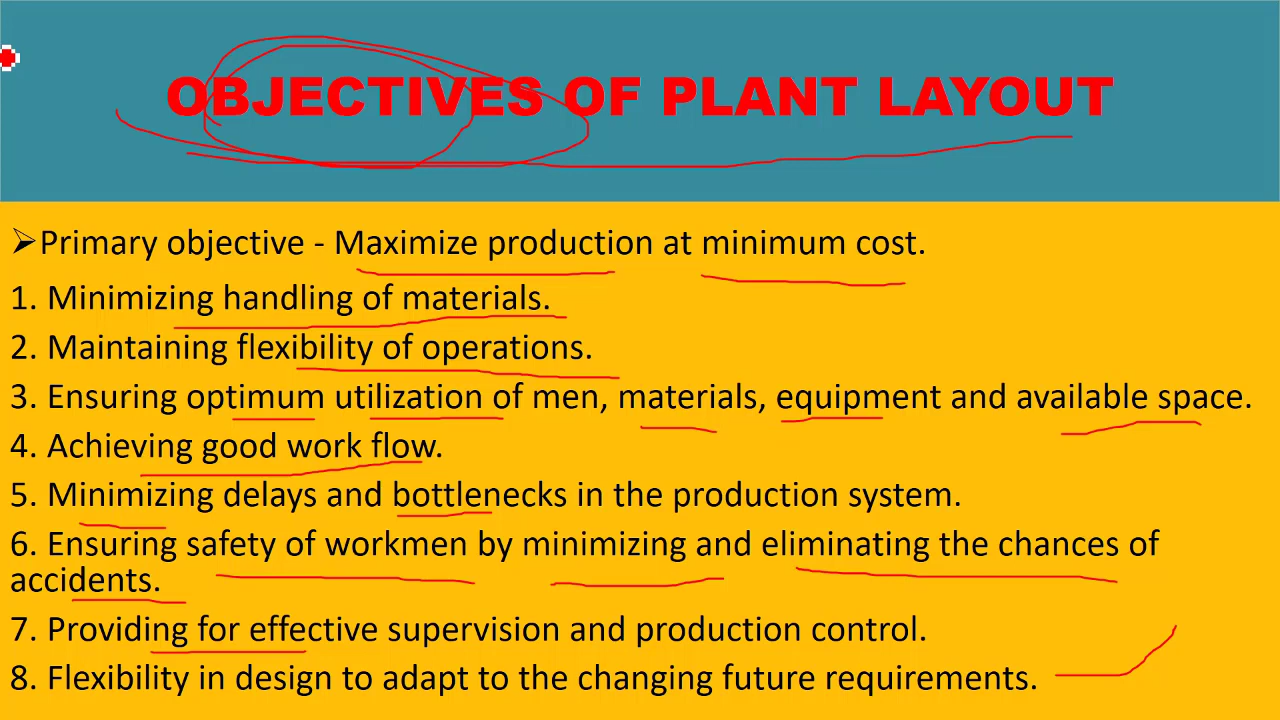 OBJECTIVES OF PLANT LAYOUT
➢Primary objective - Maximize production at minimum cost.
1. Minimizing handling of materials.
2. Maintaining flexibility of operations.
3. Ensuring optimum utilization of men, materials, equipment and available space.
4. Achieving good work flow.
5. Minimizing delays and bottlenecks in the production system.
6. Ensuring safety of workmen by minimizing and eliminating the chances of
accidents.
7. Providing for effective supervision and production control.
8. Flexibility in design to adapt to the changing future requirements.